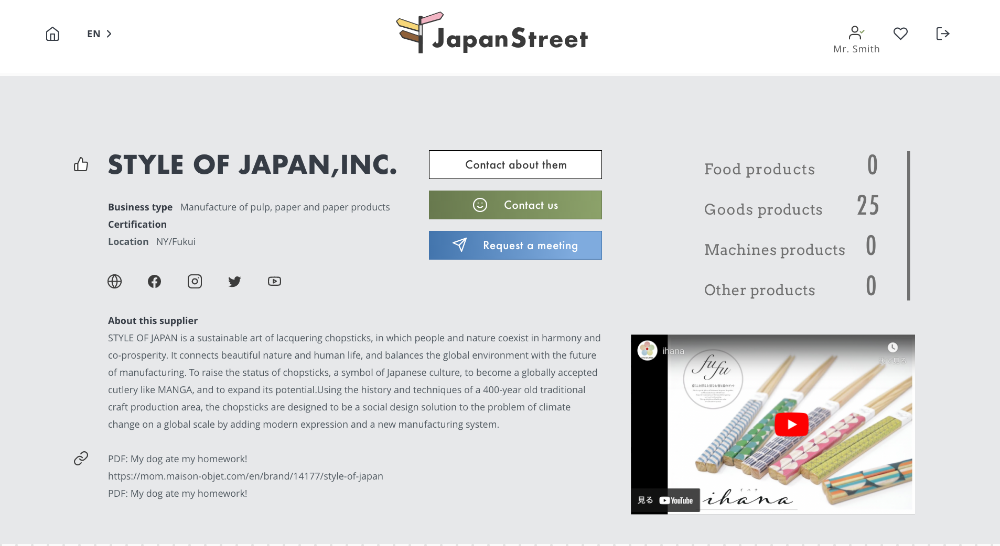 EN
JapanStreet
Mr. Smith
STYLE OF JAPAN,INC.
Business type Manufacture of pulp, paper and paper products
Certification
Location NY/Fukui
Contact about them
Contact us
Request a meeting
Food products 0
Goods products 25
Machines products 0
Other products 0
About this supplier
STYLE OF JAPAN is a sustainable art of lacquering chopsticks, in which people and nature coexist in harmony and
co-prosperity. It connects beautiful nature and human life, and balances the global environment with the future
of manufacturing. To raise the status of chopsticks, a symbol of Japanese culture, to become a globally accepted
cutlery like MANGA, and to expand its potential.Using the history and techniques of a 400-year old traditional
craft production area, the chopsticks are designed to be a social design solution to the problem of climate
change on a global scale by adding modern expression and a new manufacturing system.
PDF: My dog ate my homework!
https://mom.maison-objet.com/en/brand/14177/style-of-japan
PDF: My dog ate my homework!
ihana
後で見る
fufu
イハナ
ihana
見る YouTube